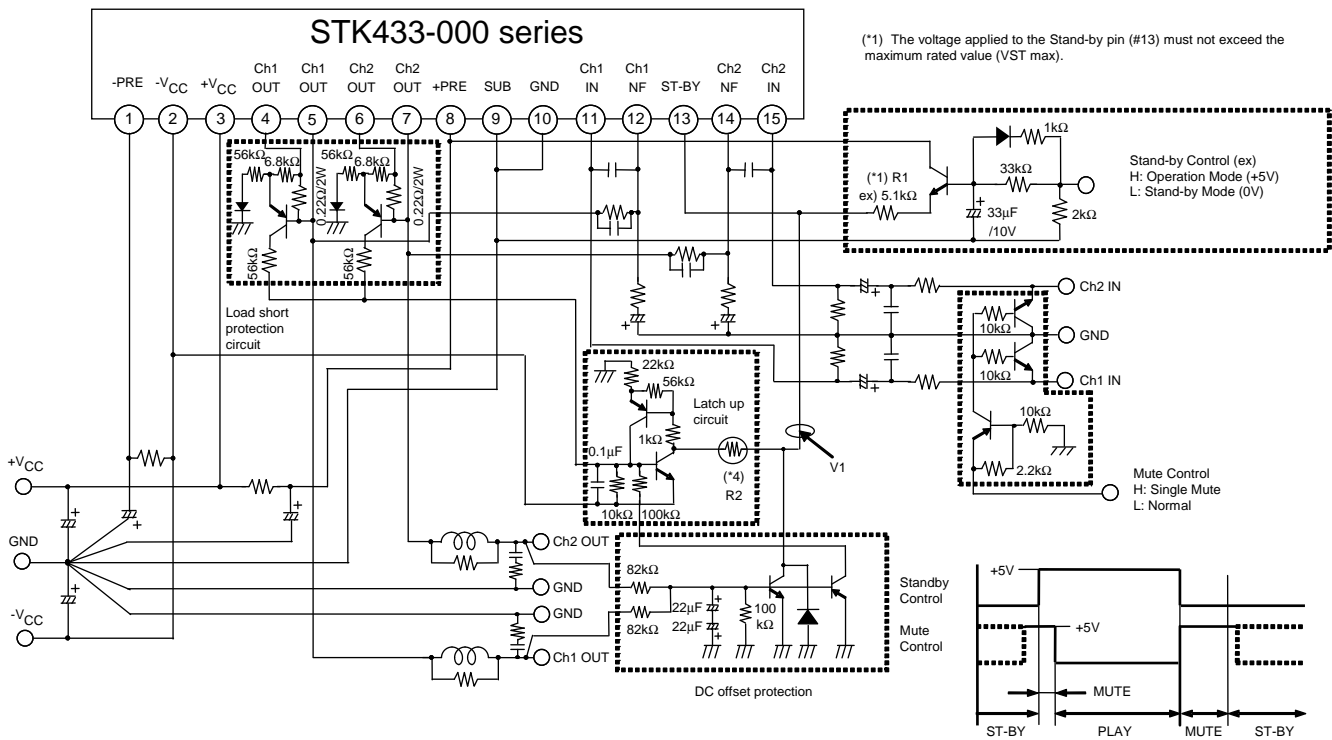 STK433-000 series
(*1) The voltage applied to the Stand-by pin (#13) must not exceed the
maximum rated value (VST max).
-PRE
-VCC
+VCC
Ch1
OUT
Ch1
OUT
Ch2
OUT
Ch2
OUT
+PRE
SUB
GND
Ch1
IN
Ch1
NF
ST-BY
Ch2
NF
Ch2
IN
1
2
3
4
5
6
7
8
9
10
11
12
13
14
15
56kΩ
6.8kΩ
56kΩ
6.8kΩ
0.22Ω/2W
0.22Ω/2W
56kΩ
56kΩ
Load short
protection
circuit
(*1) R1
ex) 5.1kΩ
1kΩ
33kΩ
+
33µF
/10V
2kΩ
Stand-by Control (ex)
H: Operation Mode (+5V)
L: Stand-by Mode (0V)
+
+
+
+
Ch2 IN
GND
Ch1 IN
10kΩ
10kΩ
10kΩ
2.2kΩ
Mute Control
H: Single Mute
L: Normal
22kΩ
56kΩ
Latch up
circuit
1kΩ
0.1µF
10kΩ
100kΩ
(*4)
R2
V1
+VCC
GND
-VCC
+
+
+
+
Ch2 OUT
GND
GND
Ch1 OUT
82kΩ
82kΩ
22µF
+
22µF
+
100
kΩ
DC offset protection
Standby
Control
Mute
Control
+5V
+5V
MUTE
ST-BY
PLAY
MUTE
ST-BY